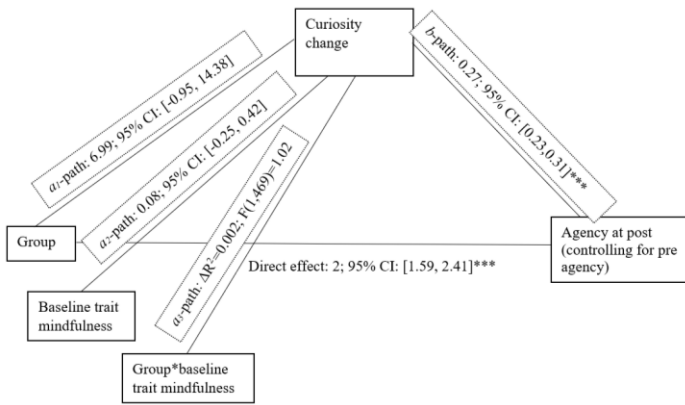 Curiosity
change
a₁-path: 6.99; 95% CI: [-0.95, 14.38]
a₂-path: 0.08; 95% CI: [-0.25, 0.42]
a₃-path: ΔR²=0.002; F(1,469)=1.02
b-path: 0.27; 95% CI:
[0.23,0.31]***
Group
Agency at post
(controlling for pre
agency)
Direct effect: 2; 95% CI: [1.59, 2.41]***
Baseline trait
mindfulness
Group*baseline
trait mindfulness